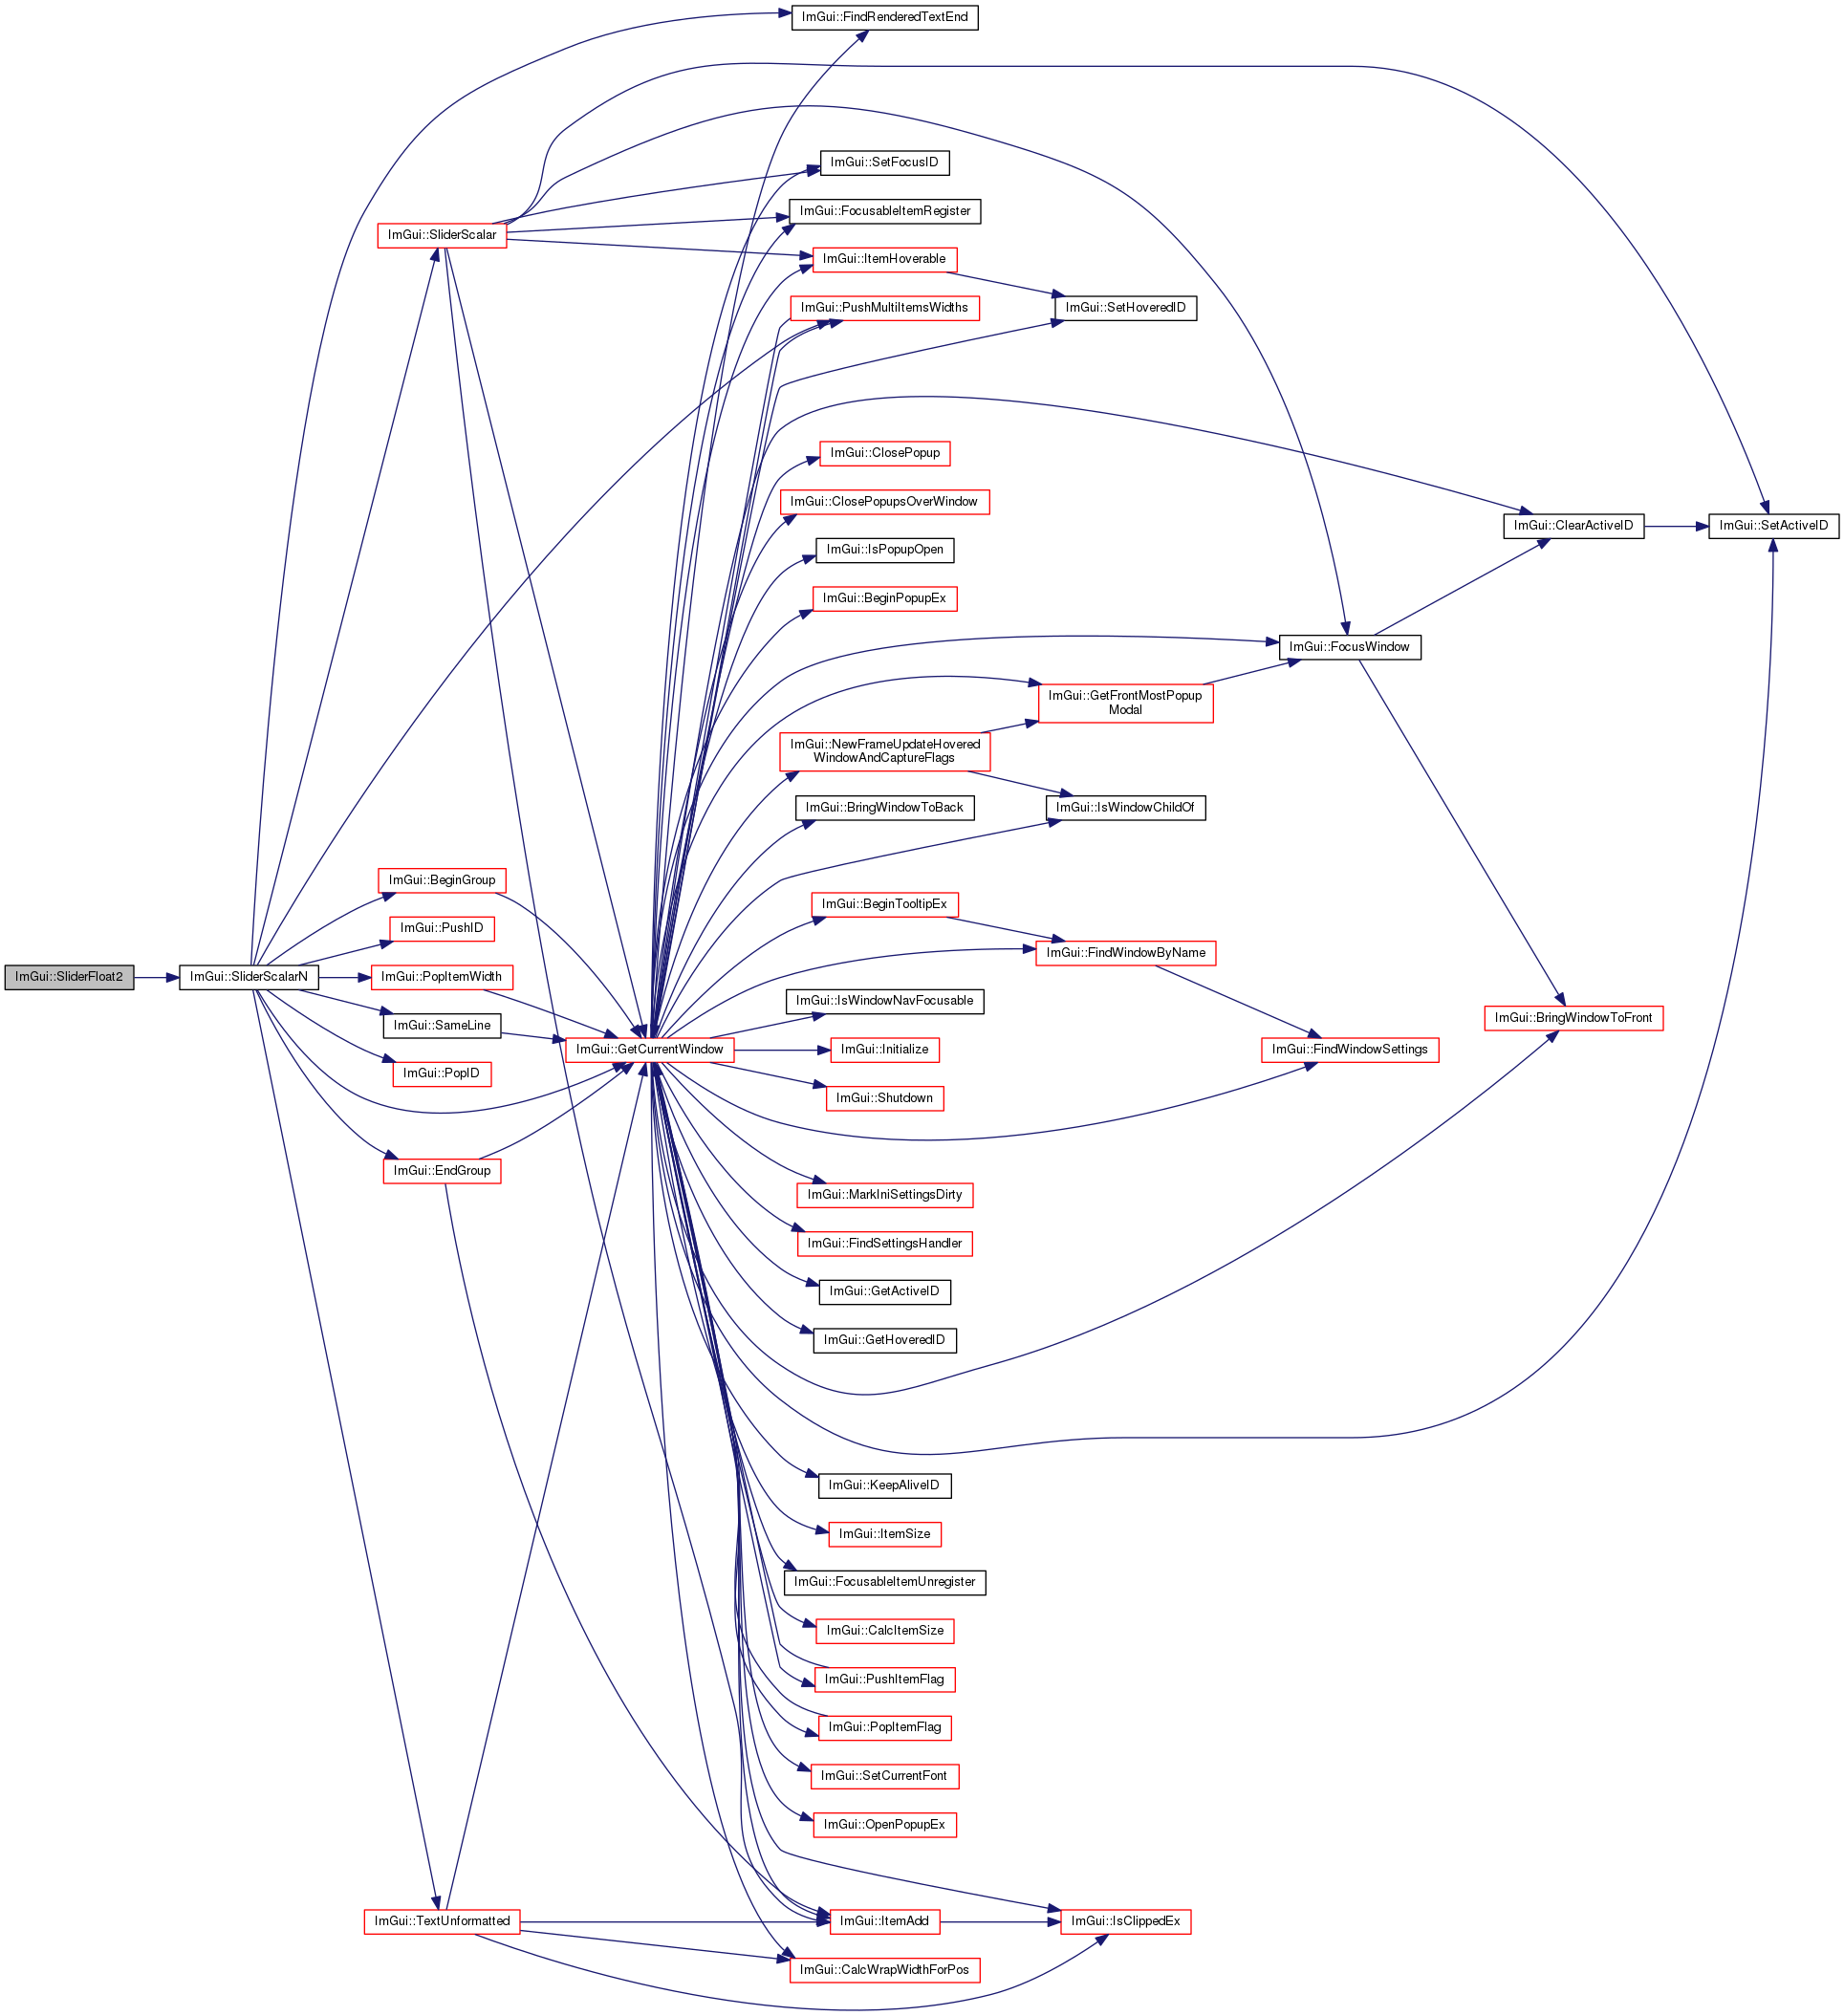 ImGui::FindRenderedTextEnd
ImGui::SetFocusID
ImGui::FocusableItemRegister
ImGui::SliderScalar
ImGui::ItemHoverable
ImGui::PushMultiItemsWidths
ImGui::SetHoveredID
ImGui::ClosePopup
ImGui::ClosePopupsOverWindow
ImGui::ClearActiveID
ImGui::SetActiveID
ImGui::IsPopupOpen
ImGui::BeginPopupEx
ImGui::FocusWindow
ImGui::GetFrontMostPopup
Modal
ImGui::NewFrameUpdateHovered
WindowAndCaptureFlags
ImGui::BringWindowToBack
ImGui::IsWindowChildOf
ImGui::BeginGroup
ImGui::BeginTooltipEx
ImGui::PushID
ImGui::FindWindowByName
ImGui::SliderFloat2
ImGui::SliderScalarN
ImGui::PopItemWidth
ImGui::IsWindowNavFocusable
ImGui::SameLine
ImGui::BringWindowToFront
ImGui::GetCurrentWindow
ImGui::Initialize
ImGui::FindWindowSettings
ImGui::PopID
ImGui::Shutdown
ImGui::EndGroup
ImGui::MarkIniSettingsDirty
ImGui::FindSettingsHandler
ImGui::GetActiveID
ImGui::GetHoveredID
ImGui::KeepAliveID
ImGui::ItemSize
ImGui::FocusableItemUnregister
ImGui::CalcItemSize
ImGui::PushItemFlag
ImGui::PopItemFlag
ImGui::SetCurrentFont
ImGui::OpenPopupEx
ImGui::TextUnformatted
ImGui::ItemAdd
ImGui::IsClippedEx
ImGui::CalcWrapWidthForPos